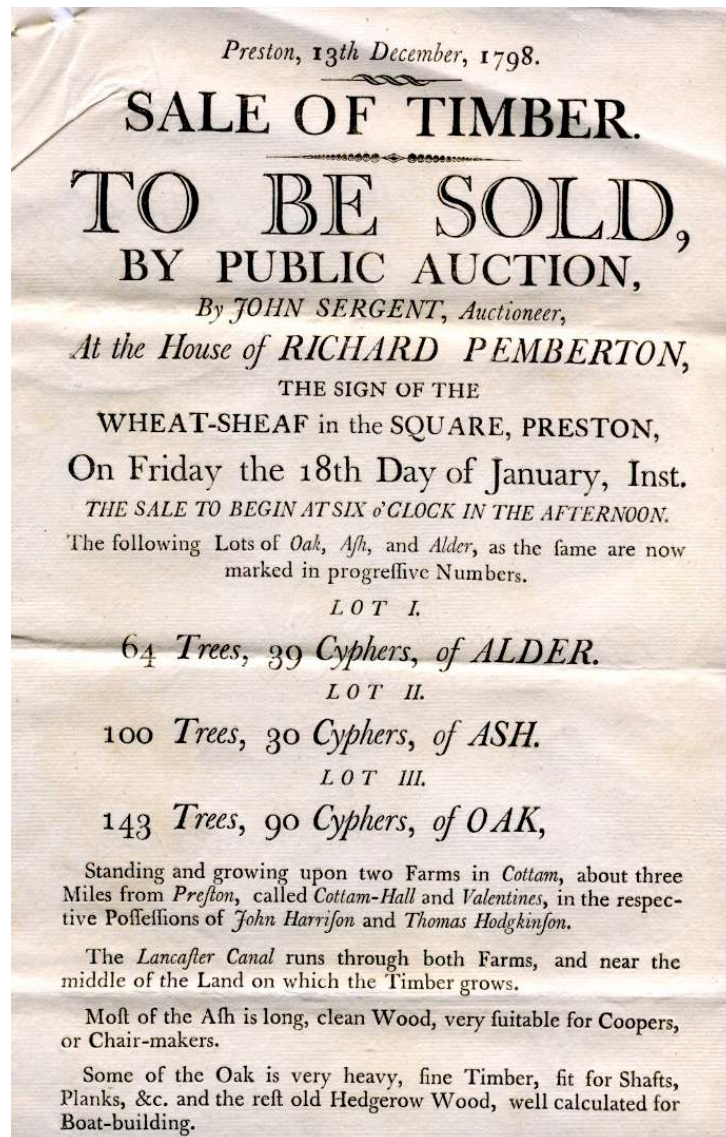 Preston, 13th December, 1798.
SALE OF TIMBER.
TO BE SOLD,
BY PUBLIC AUCTION,
By JOHN SERGENT, Auctioneer,
At the House of RICHARD PEMBERTON,
THE SIGN OF THE
WHEAT-SHEAF in the SQUARE, PRESTON,
On Friday the 18th Day of January, Inst.
THE SALE TO BEGIN AT SIX o'CLOCK IN THE AFTERNOON.
The following Lots of Oak, Aſh, and Alder, as the ſame are now
marked in progreſſive Numbers.
LOT I.
64 Trees, 39 Cyphers, of ALDER.
LOT II.
100 Trees, 30 Cyphers, of ASH.
LOT III.
143 Trees, 90 Cyphers, of OAK,
Standing and growing upon two Farms in Cottam, about three
Miles from Preſton, called Cottam-Hall and Valentines, in the respec-
tive Poſſeſſions of John Harriſon and Thomas Hodgkinſon.
The Lancaſter Canal runs through both Farms, and near the
middle of the Land on which the Timber grows.
Moſt of the Aſh is long, clean Wood, very ſuitable for Coopers,
or Chair-makers.
Some of the Oak is very heavy, fine Timber, fit for Shafts,
Planks, &c. and the reſt old Hedgerow Wood, well calculated for
Boat-building.